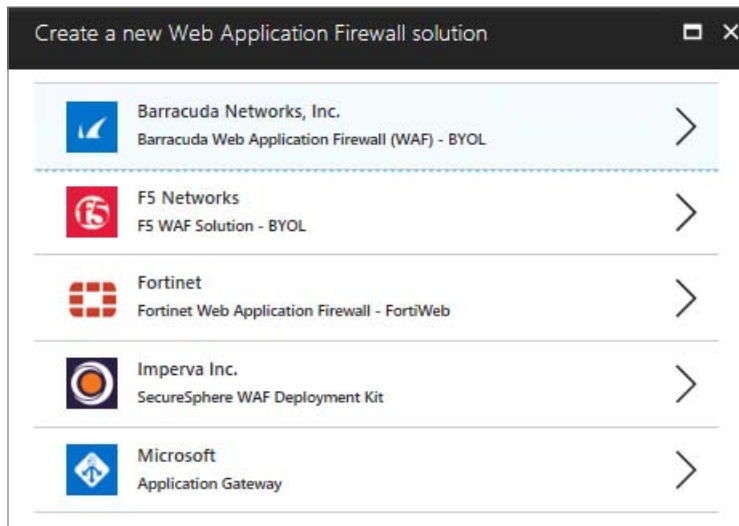 Create a new Web Application Firewall solution
Barracuda Networks, Inc.
Barracuda Web Application Firewall (WAF) - BYOL
F5 Networks
F5 WAF Solution - BYOL
Fortinet
Fortinet Web Application Firewall - FortiWeb
Imperva Inc.
SecureSphere WAF Deployment Kit
Microsoft
Application Gateway